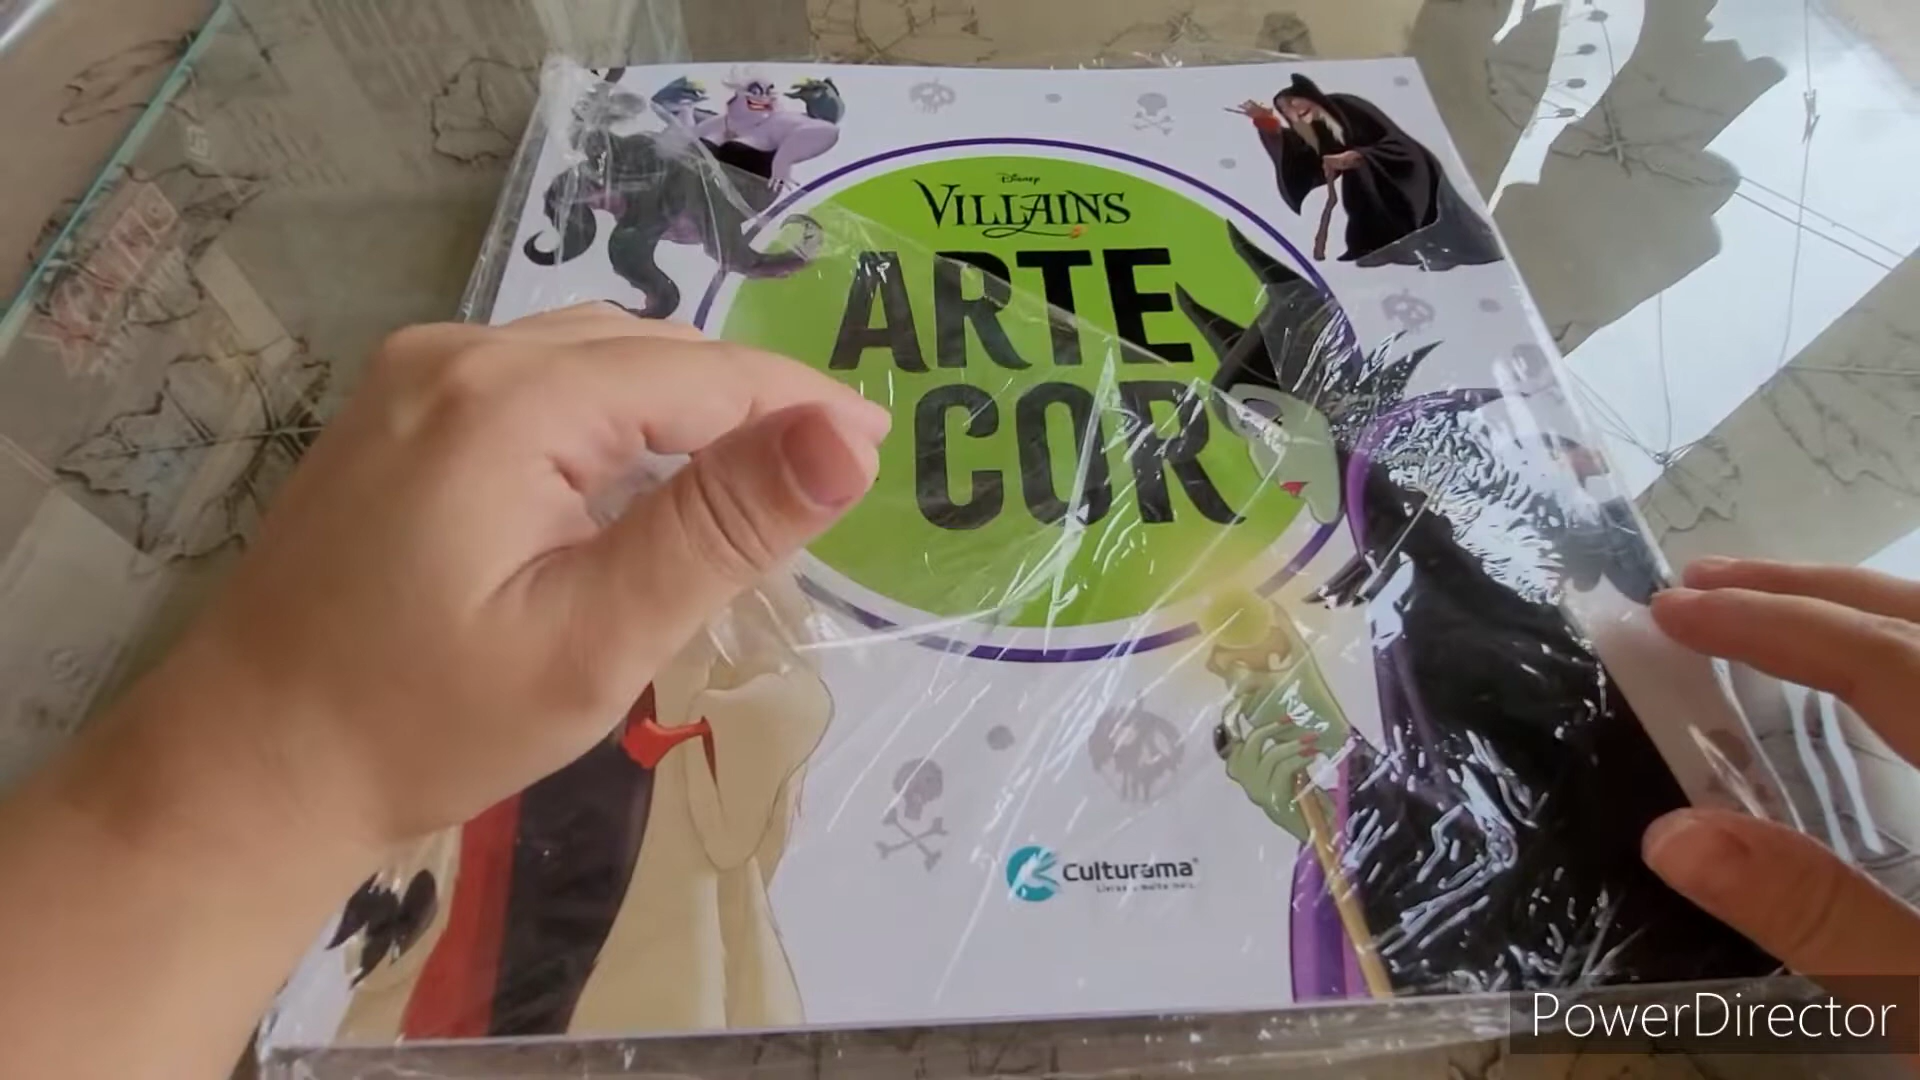 Disney
VILLAINS
ARTE
COR
Culturama
PowerDirector